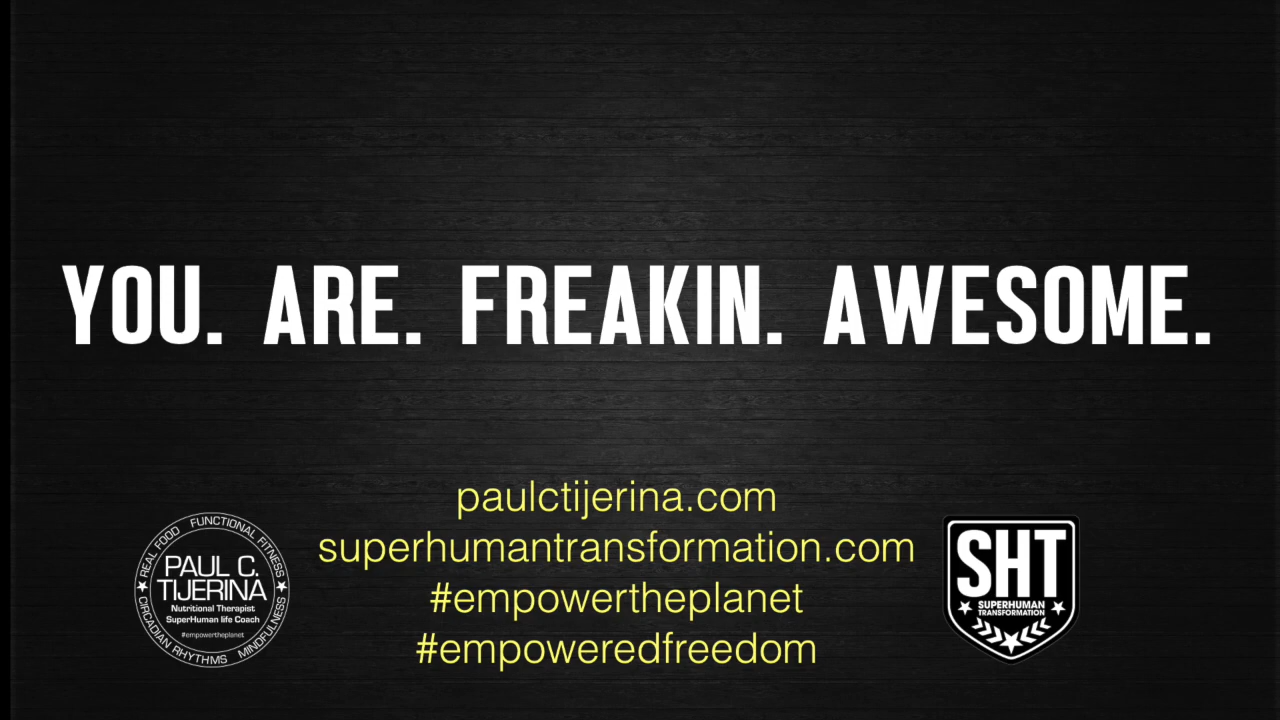 YOU. ARE. FREAKIN. AWESOME.
paulctijerina.com
superhumantransformation.com
#empowertheplanet
#empoweredfreedom
REAL FOOD FUNCTIONAL FITNESS
PAUL C.
TIJERINA
Nutritional Therapist
SuperHuman life Coach
#empowertheplanet
CIRCADIAN RHYTHMS MINDFULNESS
SHT
SUPERHUMAN
TRANSFORMATION